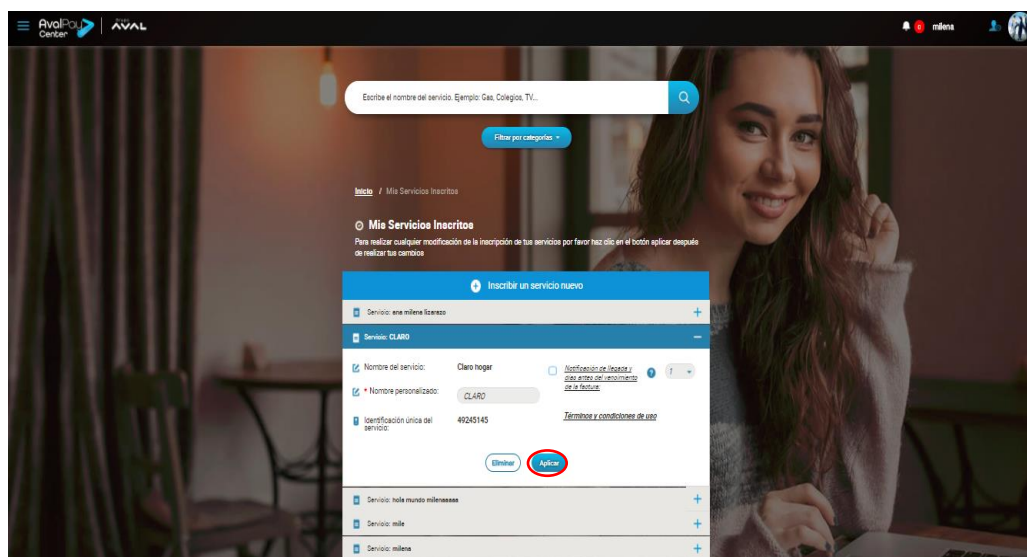 AvalPay
Center
GRUPO
AVAL
0
milena
Escribe el nombre del servicio. Ejemplo: Gas, Colegios, TV...
Filtrar por categorías
Inicio / Mis Servicios Inscritos
Mis Servicios Inscritos
Para realizar cualquier modificación de la inscripción de tus servicios por favor haz clic en el botón aplicar después
de realizar tus cambios
Inscribir un servicio nuevo
Servicio: ana milena lizarazo
Servicio: CLARO
Nombre del servicio: Claro hogar
Notificación de llegada y
días antes del vencimiento
de la factura:
? 1
* Nombre personalizado: CLARO
Identificación única del
servicio:
49245145
Términos y condiciones de uso
Eliminar
Aplicar
Servicio: hola mundo milenaaaaa
Servicio: mile
Servicio: milena